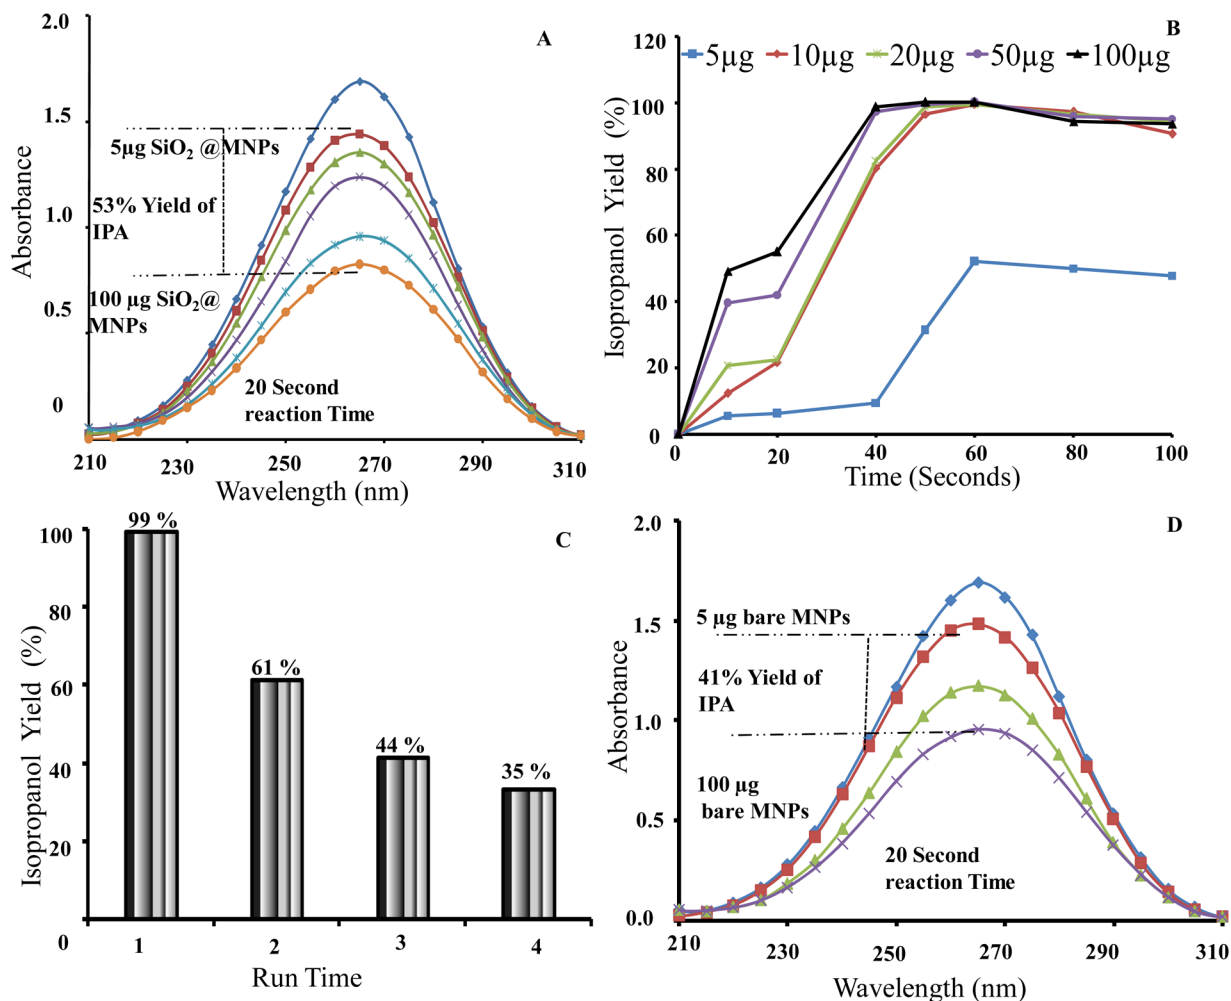 A
2.0
1.5
1.0
0.5
0
Absorbance
5µg SiO2 @MNPs
53% Yield of
IPA
100 µg SiO2@
MNPs
20 Second
reaction Time
210 230 250 270 290 310
Wavelength (nm)
B
120
100
80
60
40
20
0
Isopropanol Yield (%)
5µg 10µg 20µg 50µg 100µg
0 20 40 60 80 100
Time (Seconds)
C
100
80
60
40
20
0
Isopropanol Yield (%)
99 %
61 %
44 %
35 %
1 2 3 4
Run Time
D
2.0
1.5
1.0
0.5
0.0
Absorbance
5 µg bare MNPs
41% Yield of
IPA
100 µg
bare MNPs
20 Second
reaction Time
210 230 250 270 290 310
Wavelength (nm)